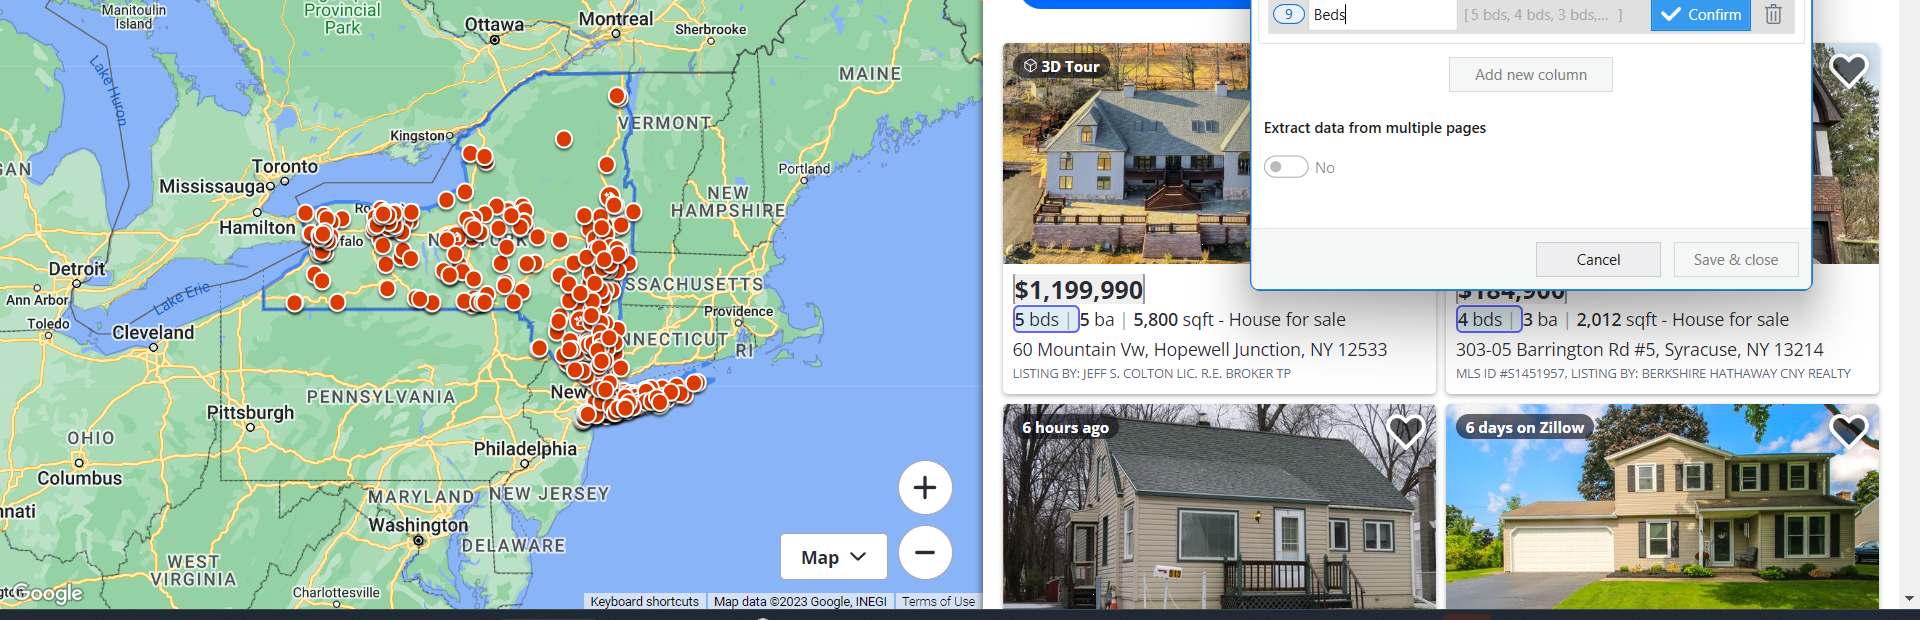 Manitoulin
Island
Provincial
Park
Ottawa
Montreal
Sherbrooke
MAINE
Lake Huron
VERMONT
Kingston
Toronto
Mississauga
Portland
NEW
HAMPSHIRE
Hamilton
falo
GAN
Detroit
Ann Arbor
Lake Erie
SSACHUSETTS
Providence
Toledo
Cleveland
NNECTICUT
RI
New
PENNSYLVANIA
Pittsburgh
OHIO
Philadelphia
Columbus
MARYLAND
NEW JERSEY
nnati
Washington
DELAWARE
WEST
VIRGINIA
Charlottesville
Google
+
−
Map
Keyboard shortcuts
Map data ©2023 Google, INEGI
Terms of Use
9
Beds
[ 5 bds, 4 bds, 3 bds,... ]
Confirm
Add new column
Extract data from multiple pages
No
Cancel
Save & close
3D Tour
$1,199,990
5 bds | 5 ba | 5,800 sqft - House for sale
60 Mountain Vw, Hopewell Junction, NY 12533
LISTING BY: JEFF S. COLTON LIC. R.E. BROKER TP
$184,900
4 bds | 3 ba | 2,012 sqft - House for sale
303-05 Barrington Rd #5, Syracuse, NY 13214
MLS ID #S1451957, LISTING BY: BERKSHIRE HATHAWAY CNY REALTY
6 hours ago
513
6 days on Zillow